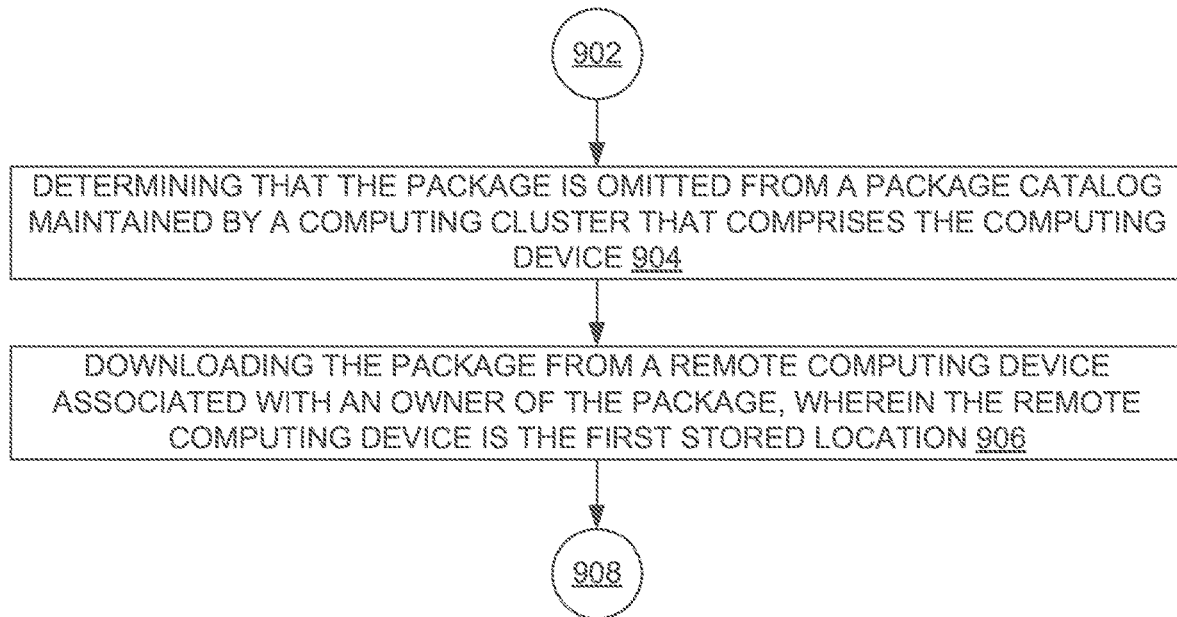 902
DETERMINING THAT THE PACKAGE IS OMITTED FROM A PACKAGE CATALOG
MAINTAINED BY A COMPUTING CLUSTER THAT COMPRISES THE COMPUTING
DEVICE 904
DOWNLOADING THE PACKAGE FROM A REMOTE COMPUTING DEVICE
ASSOCIATED WITH AN OWNER OF THE PACKAGE, WHEREIN THE REMOTE
COMPUTING DEVICE IS THE FIRST STORED LOCATION 906
908